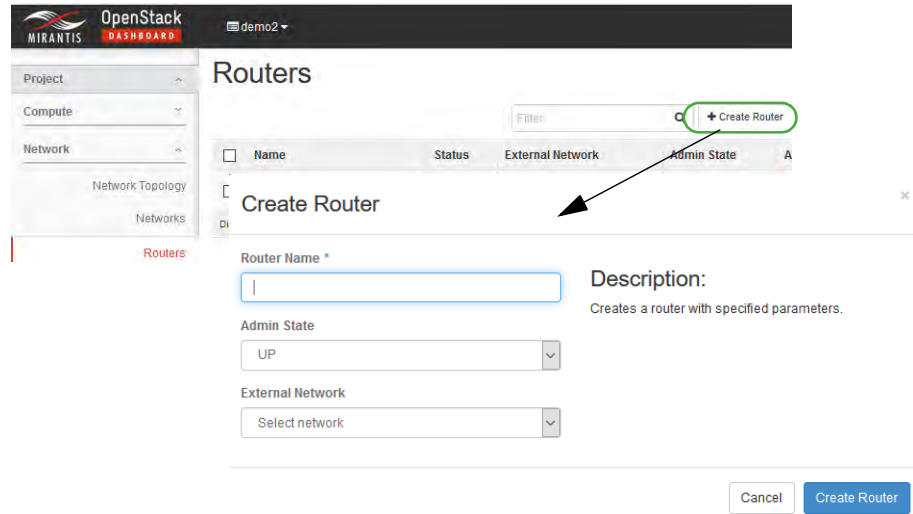 MIRANTIS
OpenStack
DASHBOARD
demo2
Project
Compute
Network
Network Topology
Networks
Routers
Routers
Filter
+ Create Router
Name Status External Network Admin State A
Di
Create Router
×
Router Name *
Admin State
UP
External Network
Select network
Description:
Creates a router with specified parameters.
Cancel Create Router